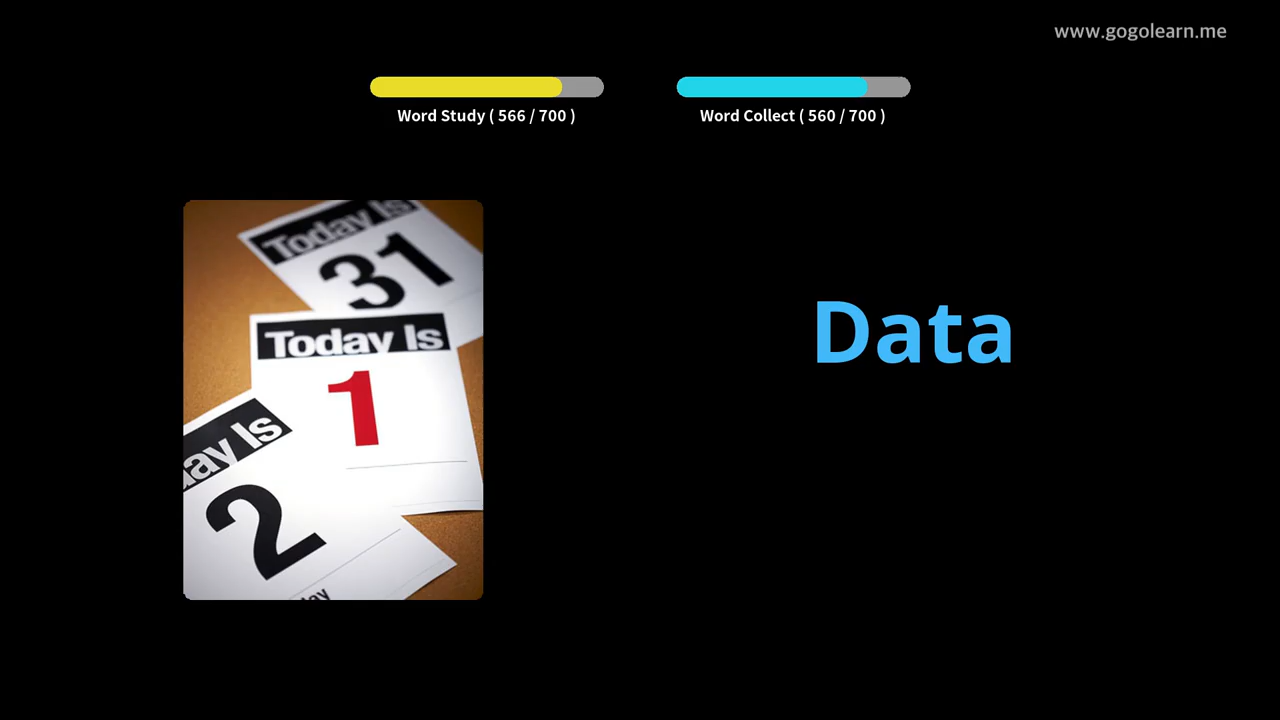 www.gogolearn.me
Word Study ( 566 / 700 )
Word Collect ( 560 / 700 )
Today Is
31
Today Is
1
ay Is
2
Data